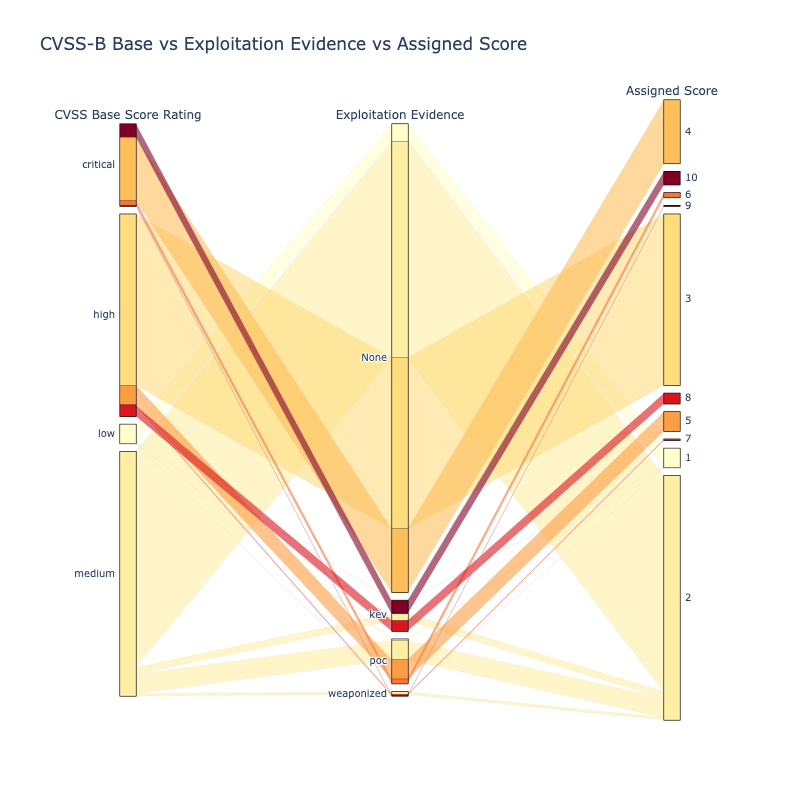 CVSS-B Base vs Exploitation Evidence vs Assigned Score
CVSS Base Score Rating
critical
high
low
medium
Exploitation Evidence
None
kev
poc
weaponized
Assigned Score
4
10
6
9
3
8
5
7
1
2